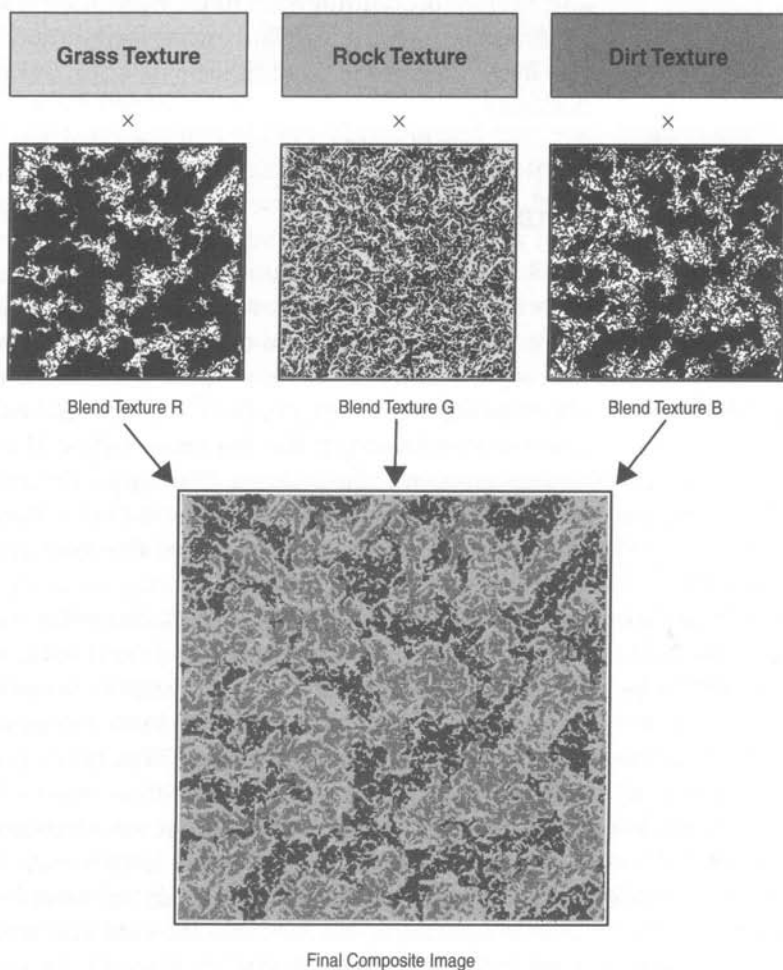 Grass Texture Rock Texture Dirt Texture
× × ×
Blend Texture R Blend Texture G Blend Texture B
Final Composite Image